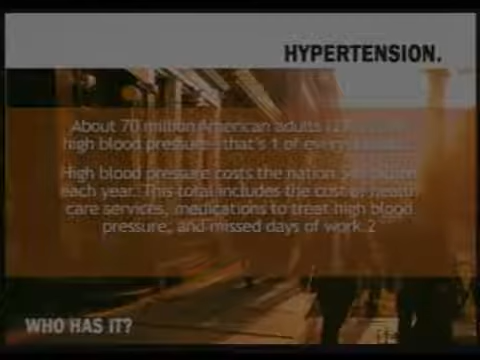 HYPERTENSION.
About 70 million American adults
high blood pressure that's 1 of every
High blood pressure costs the nation
each year. This total includes the cost of health
care services, medications to treat high blood
pressure, and missed days of work.2
WHO HAS IT?